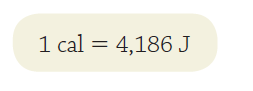 1 cal = 4,186 J